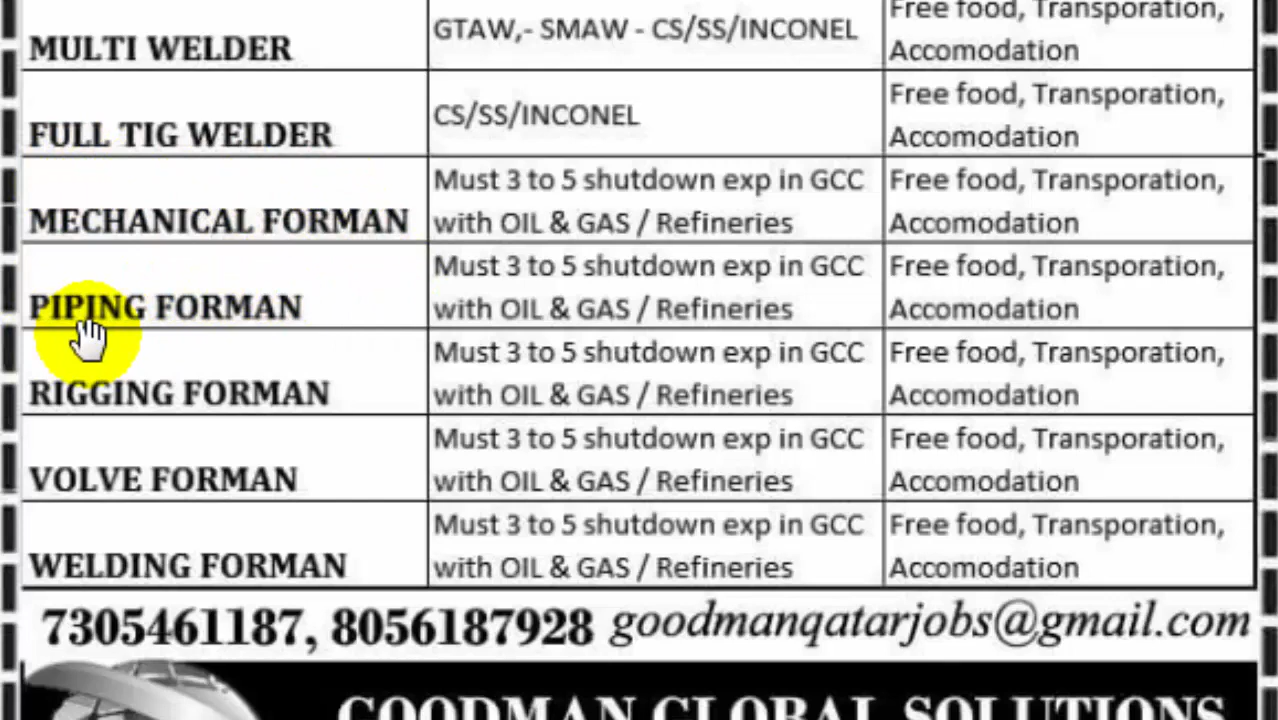 Free food, Transporation,
MULTI WELDER GTAW,- SMAW - CS/SS/INCONEL Accomodation
Free food, Transporation,
FULL TIG WELDER CS/SS/INCONEL Accomodation
Must 3 to 5 shutdown exp in GCC Free food, Transporation,
MECHANICAL FORMAN with OIL & GAS / Refineries Accomodation
Must 3 to 5 shutdown exp in GCC Free food, Transporation,
PIPING FORMAN with OIL & GAS / Refineries Accomodation
Must 3 to 5 shutdown exp in GCC Free food, Transporation,
RIGGING FORMAN with OIL & GAS / Refineries Accomodation
Must 3 to 5 shutdown exp in GCC Free food, Transporation,
VOLVE FORMAN with OIL & GAS / Refineries Accomodation
Must 3 to 5 shutdown exp in GCC Free food, Transporation,
WELDING FORMAN with OIL & GAS / Refineries Accomodation
7305461187, 8056187928 goodmanqatarjobs@gmail.com
GOODMAN GLOBAL SOLUTIONS